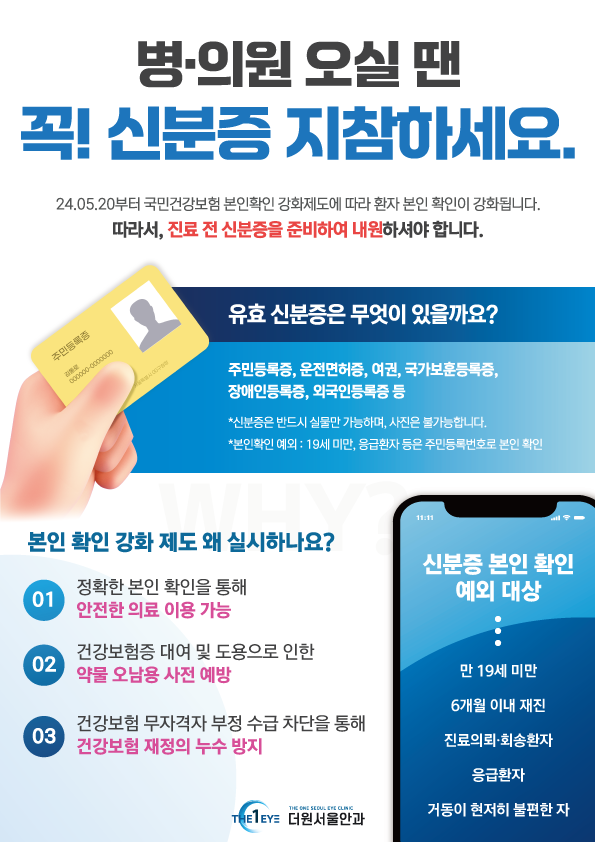 병·의원 오실 땐
꼭! 신분증 지참하세요.
24.05.20부터 국민건강보험 본인확인 강화제도에 따라 환자 본인 확인이 강화됩니다.
따라서, 진료 전 신분증을 준비하여 내원하셔야 합니다.
주민등록증
000000-0000000
유효 신분증은 무엇이 있을까요?
주민등록증, 운전면허증, 여권, 국가보훈등록증,
장애인등록증, 외국인등록증 등
*신분증은 반드시 실물만 가능하며, 사진은 불가능합니다.
*본인확인 예외 : 19세 미만, 응급환자 등은 주민등록번호로 본인 확인
WHY?
본인 확인 강화 제도 왜 실시하나요?
01
정확한 본인 확인을 통해
안전한 의료 이용 가능
02
건강보험증 대여 및 도용으로 인한
약물 오남용 사전 예방
03
건강보험 무자격자 부정 수급 차단을 통해
건강보험 재정의 누수 방지
11:11
신분증 본인 확인
예외 대상
만 19세 미만
6개월 이내 재진
진료의뢰·회송환자
응급환자
거동이 현저히 불편한 자
THE1EYE
THE ONE SEOUL EYE CLINIC
더원서울안과